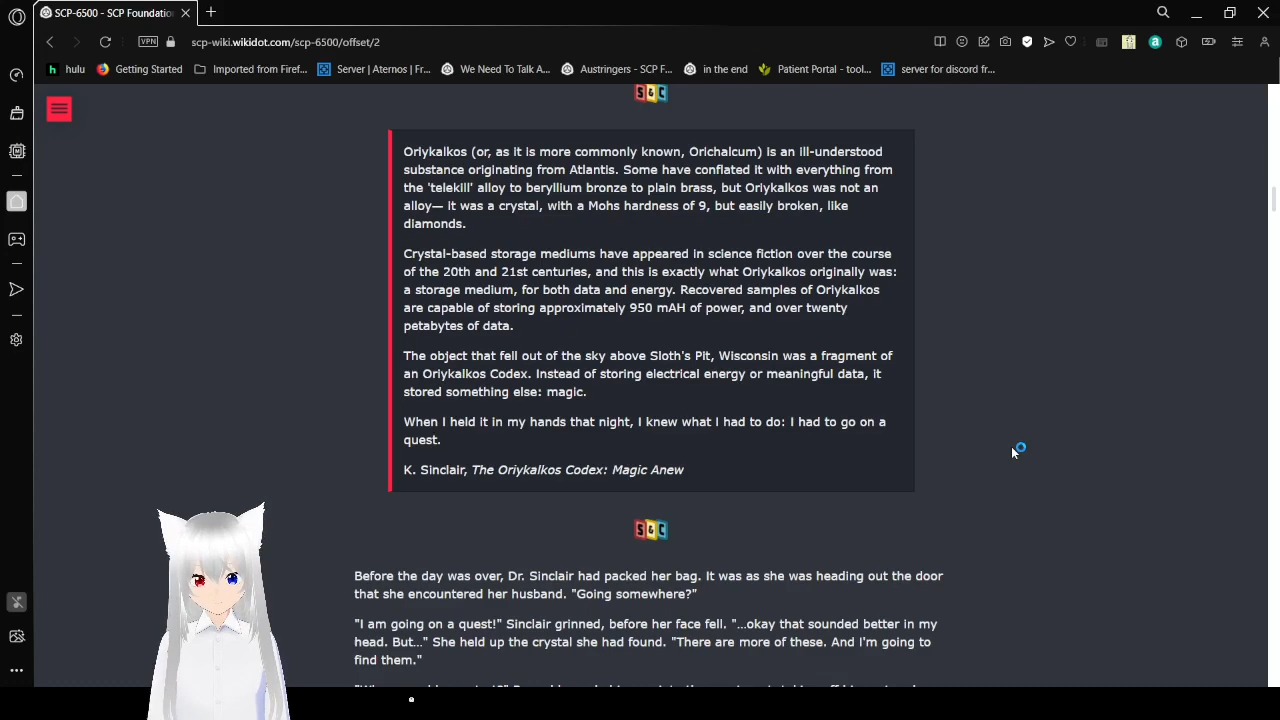 SCP-6500 - SCP Foundatio
VPN scp-wiki.wikidot.com/scp-6500/offset/2
hulu Getting Started Imported from Firef... Server | Aternos | Fr... We Need To Talk A... Austringers - SCP F... in the end Patient Portal - tool... server for discord fr...
S & C
Oriykalkos (or, as it is more commonly known, Orichalcum) is an ill-understood
substance originating from Atlantis. Some have conflated it with everything from
the 'telekill' alloy to beryllium bronze to plain brass, but Oriykalkos was not an
alloy— it was a crystal, with a Mohs hardness of 9, but easily broken, like
diamonds.
Crystal-based storage mediums have appeared in science fiction over the course
of the 20th and 21st centuries, and this is exactly what Oriykalkos originally was:
a storage medium, for both data and energy. Recovered samples of Oriykalkos
are capable of storing approximately 950 mAH of power, and over twenty
petabytes of data.
The object that fell out of the sky above Sloth's Pit, Wisconsin was a fragment of
an Oriykalkos Codex. Instead of storing electrical energy or meaningful data, it
stored something else: magic.
When I held it in my hands that night, I knew what I had to do: I had to go on a
quest.
K. Sinclair, The Oriykalkos Codex: Magic Anew
S & C
Before the day was over, Dr. Sinclair had packed her bag. It was as she was heading out the door
that she encountered her husband. "Going somewhere?"
"I am going on a quest!" Sinclair grinned, before her face fell. "…okay that sounded better in my
head. But…" She held up the crystal she had found. "There are more of these. And I'm going to
find them."